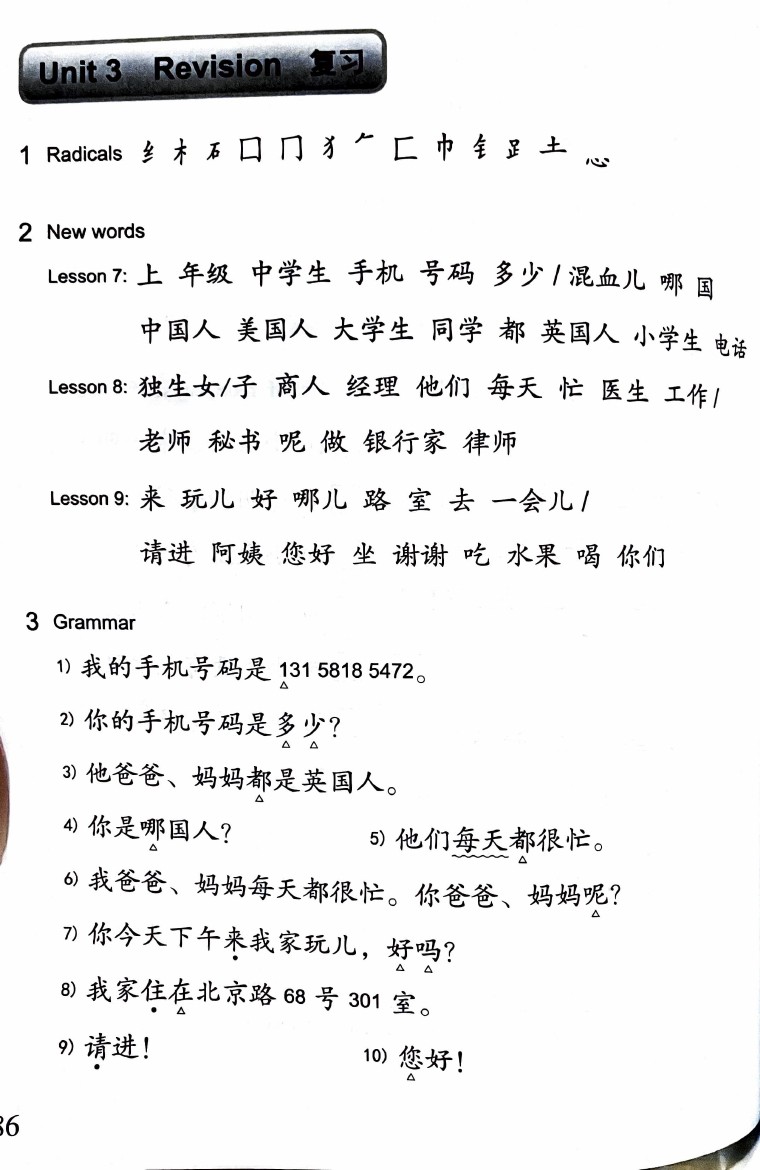 Unit 3 Revision 复习
1 Radicals 纟 木 石 囗 冂 犭 𠂉 匚 巾 钅 𧾷 土 心
2 New words
Lesson 7: 上 年级 中学生 手机 号码 多少 / 混血儿 哪 国
中国人 美国人 大学生 同学 都 英国人 小学生 电话
Lesson 8: 独生女/子 商人 经理 他们 每天 忙 医生 工作 /
老师 秘书 呢 做 银行家 律师
Lesson 9: 来 玩儿 好 哪儿 路 室 去 一会儿 /
请进 阿姨 您好 坐 谢谢 吃 水果 喝 你们
3 Grammar
1) 我的手机号码是 131 5818 5472。
2) 你的手机号码是多少?
3) 他爸爸、妈妈都是英国人。
4) 你是哪国人? 5) 他们每天都很忙。
6) 我爸爸、妈妈每天都很忙。你爸爸、妈妈呢?
7) 你今天下午来我家玩儿，好吗?
8) 我家住在北京路 68 号 301 室。
9) 请进! 10) 您好!
86